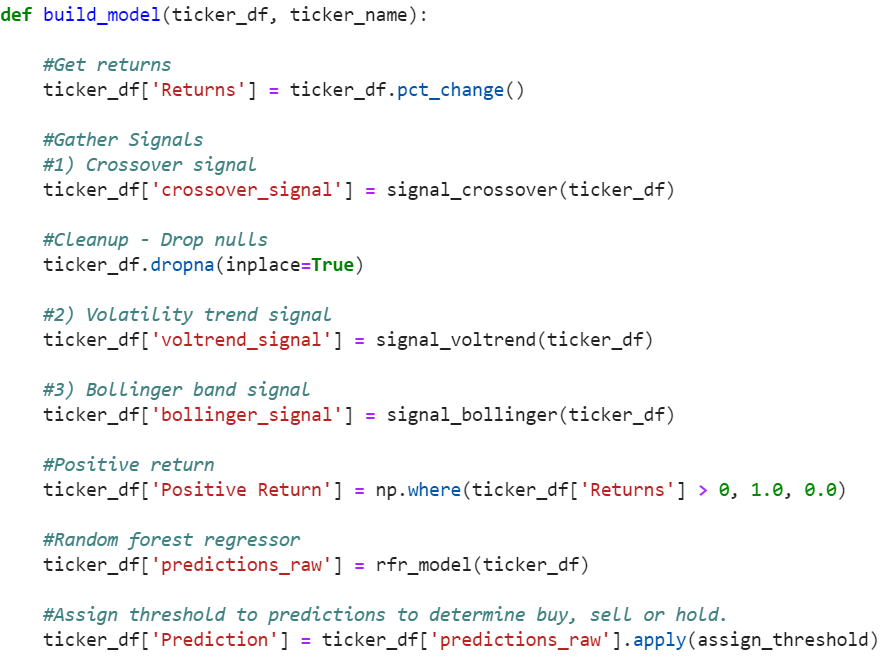 def build_model(ticker_df, ticker_name):
#Get returns
ticker_df['Returns'] = ticker_df.pct_change()
#Gather Signals
#1) Crossover signal
ticker_df['crossover_signal'] = signal_crossover(ticker_df)
#Cleanup - Drop nulls
ticker_df.dropna(inplace=True)
#2) Volatility trend signal
ticker_df['voltrend_signal'] = signal_voltrend(ticker_df)
#3) Bollinger band signal
ticker_df['bollinger_signal'] = signal_bollinger(ticker_df)
#Positive return
ticker_df['Positive Return'] = np.where(ticker_df['Returns'] > 0, 1.0, 0.0)
#Random forest regressor
ticker_df['predictions_raw'] = rfr_model(ticker_df)
#Assign threshold to predictions to determine buy, sell or hold.
ticker_df['Prediction'] = ticker_df['predictions_raw'].apply(assign_threshold)